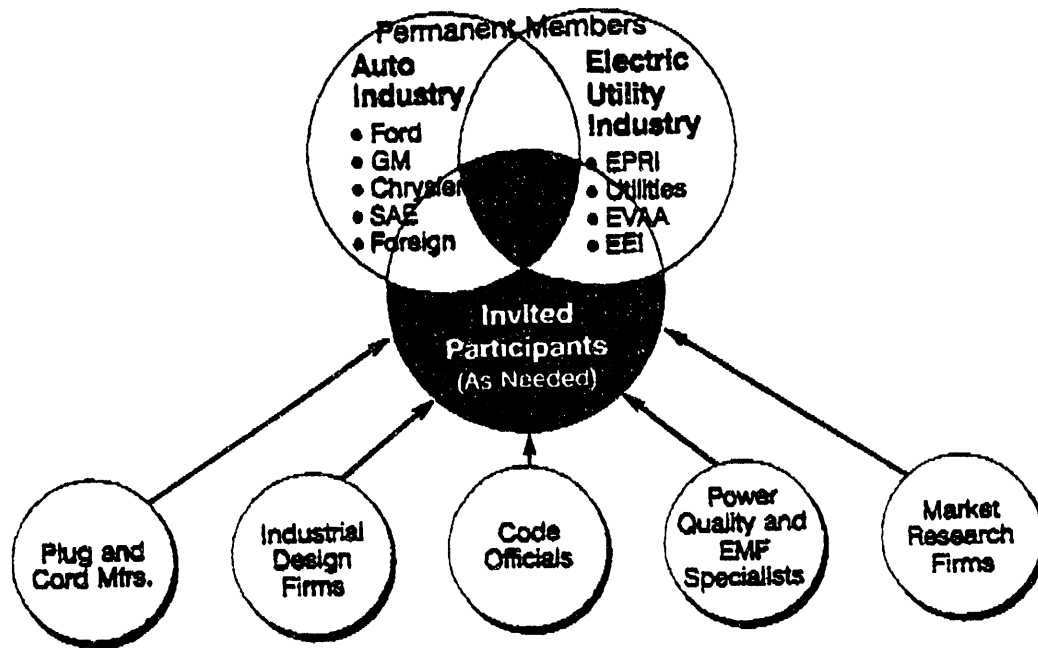 Permanent Members
Auto
Industry
• Ford
• GM
• Chrysler
• SAE
• Foreign
Electric
Utility
Industry
• EPRI
• Utilities
• EVAA
• EEI
Invited
Participants
(As Needed)
Plug and
Cord Mfrs.
Industrial
Design
Firms
Code
Officials
Power
Quality and
EMF
Specialists
Market
Research
Firms